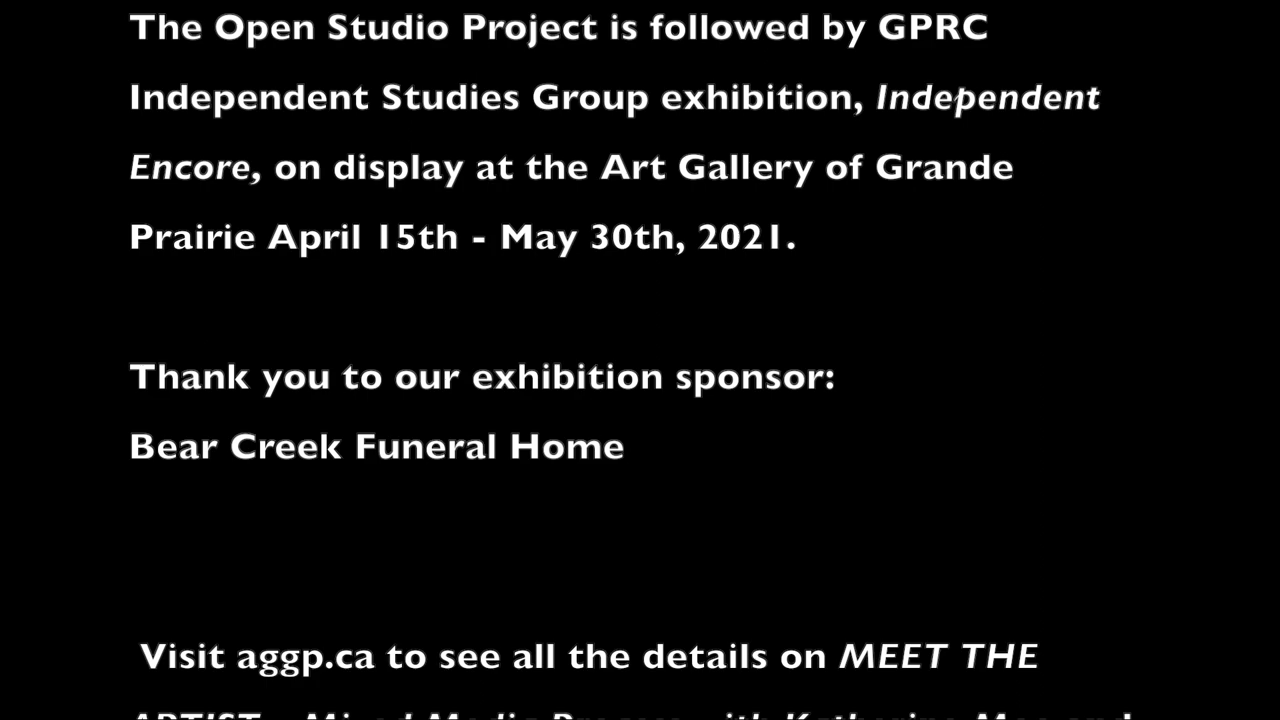 The Open Studio Project is followed by GPRC
Independent Studies Group exhibition, Independent
Encore, on display at the Art Gallery of Grande
Prairie April 15th - May 30th, 2021.
Thank you to our exhibition sponsor:
Bear Creek Funeral Home
Visit aggp.ca to see all the details on MEET THE